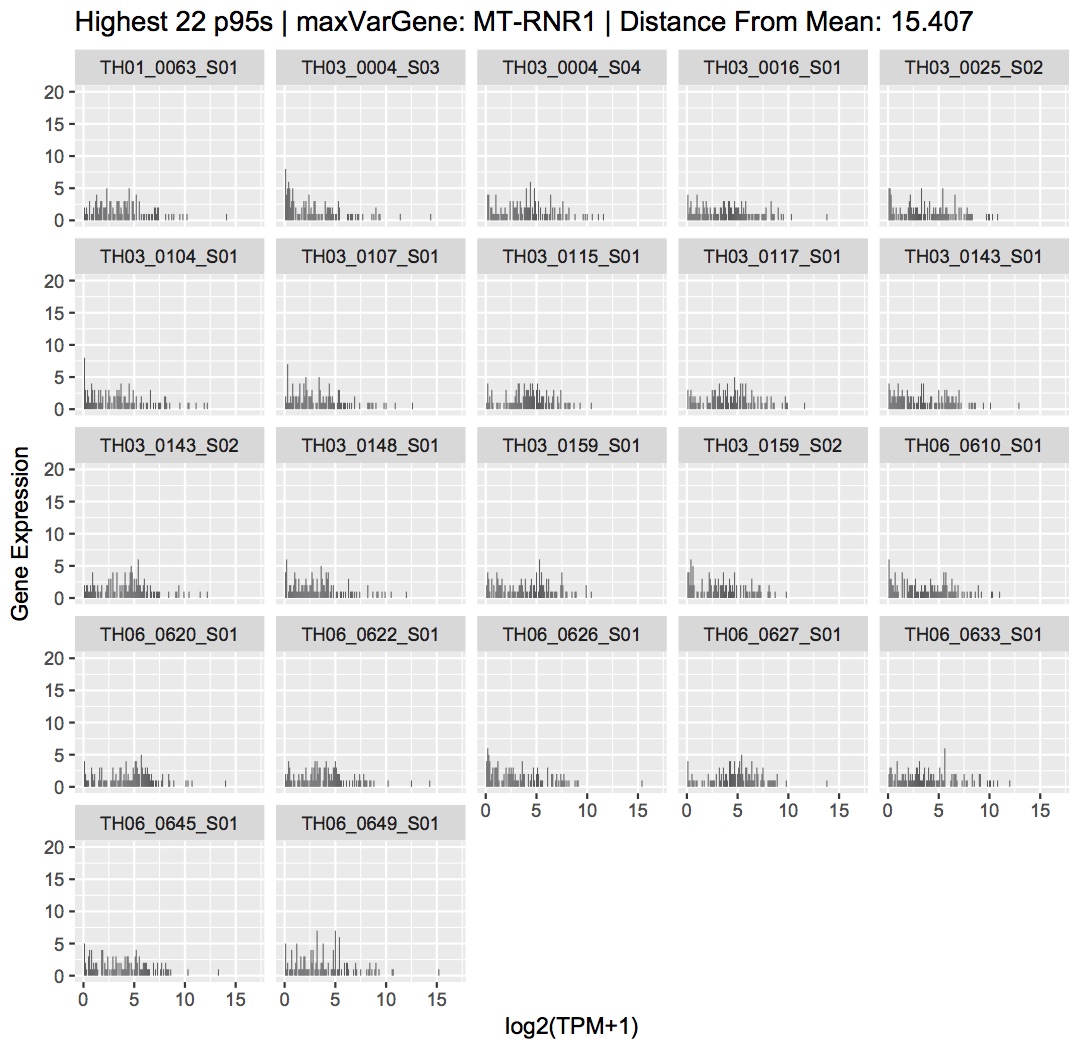 Highest 22 p95s | maxVarGene: MT-RNR1 | Distance From Mean: 15.407
TH01_0063_S01 TH03_0004_S03 TH03_0004_S04 TH03_0016_S01 TH03_0025_S02
20
15
10
5
0
TH03_0104_S01 TH03_0107_S01 TH03_0115_S01 TH03_0117_S01 TH03_0143_S01
20
15
10
5
0
TH03_0143_S02 TH03_0148_S01 TH03_0159_S01 TH03_0159_S02 TH06_0610_S01
20
15
10
5
0
Gene Expression
TH06_0620_S01 TH06_0622_S01 TH06_0626_S01 TH06_0627_S01 TH06_0633_S01
20
15
10
5
0
0 5 10 15 0 5 10 15 0 5 10 15
TH06_0645_S01 TH06_0649_S01
20
15
10
5
0
0 5 10 15 0 5 10 15
log2(TPM+1)